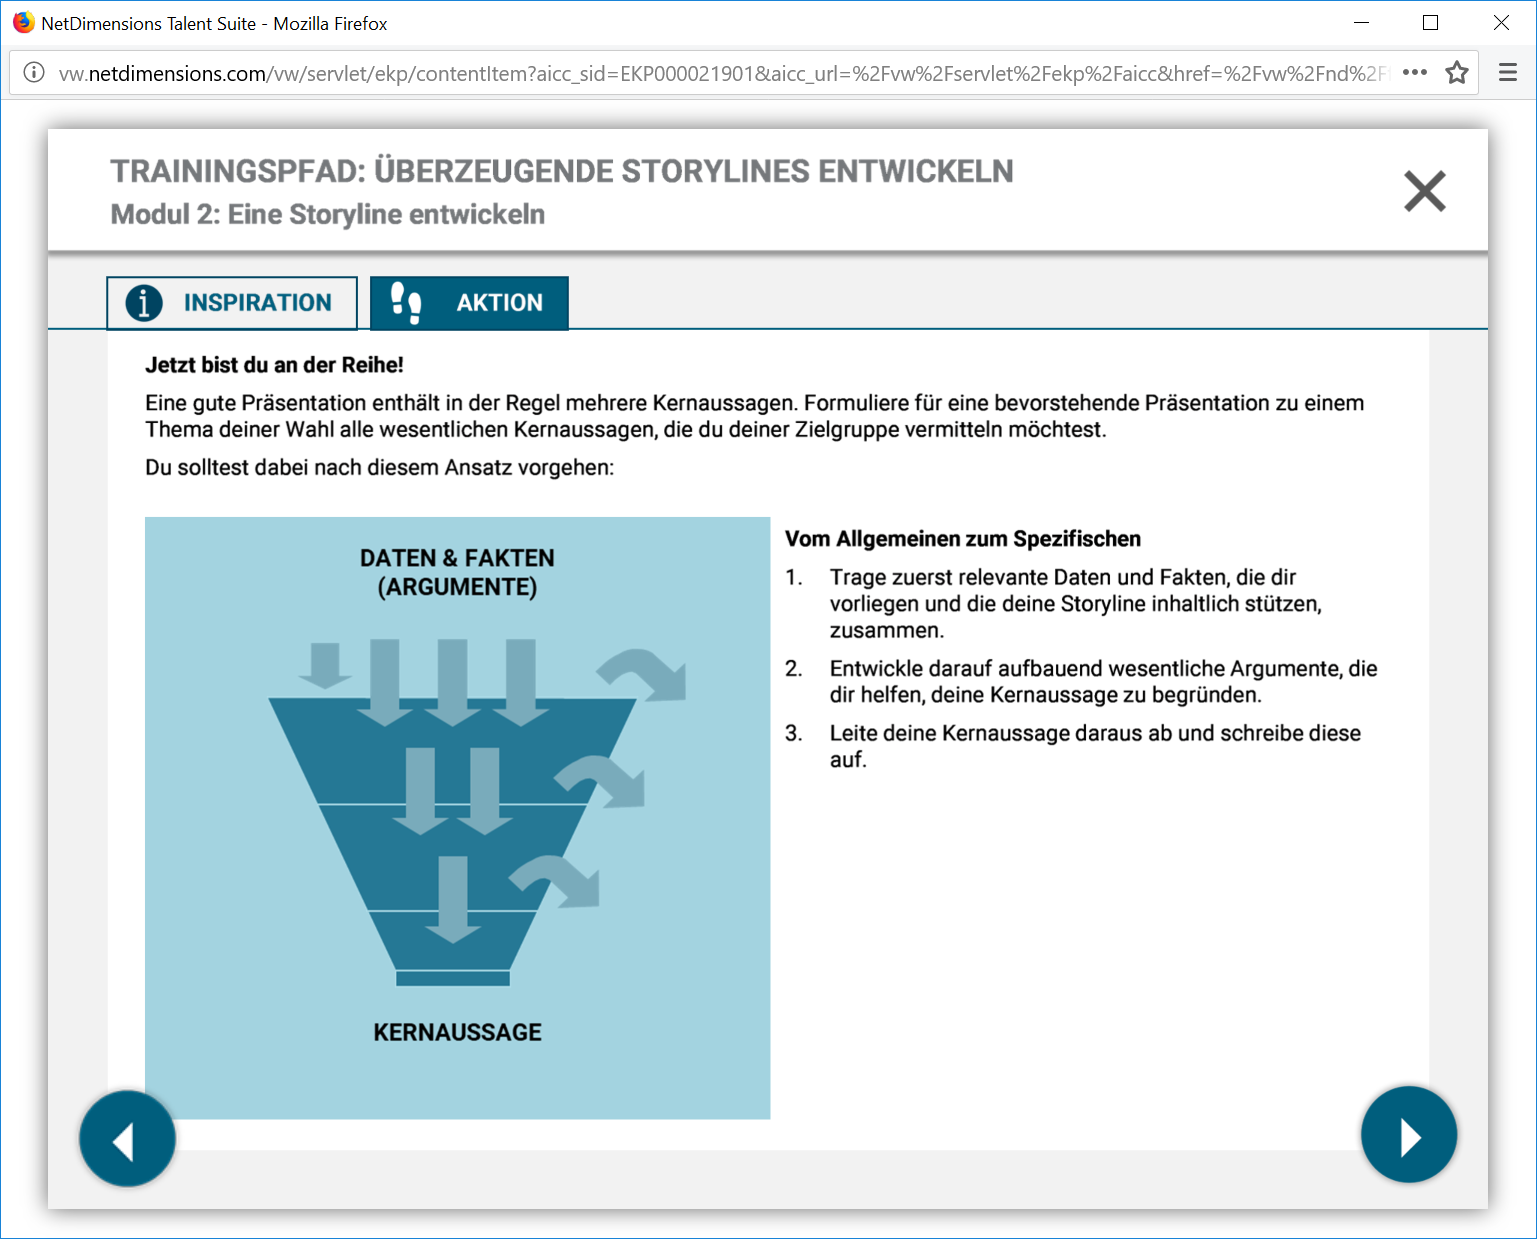 NetDimensions Talent Suite - Mozilla Firefox
vw.netdimensions.com/vw/servlet/ekp/contentItem?aicc_sid=EKP000021901&aicc_url=%2Fvw%2Fservlet%2Fekp%2Faicc&href=%2Fvw%2Fnd%2F
TRAININGSPFAD: ÜBERZEUGENDE STORYLINES ENTWICKELN
Modul 2: Eine Storyline entwickeln
INSPIRATION
AKTION
Jetzt bist du an der Reihe!
Eine gute Präsentation enthält in der Regel mehrere Kernaussagen. Formuliere für eine bevorstehende Präsentation zu einem
Thema deiner Wahl alle wesentlichen Kernaussagen, die du deiner Zielgruppe vermitteln möchtest.
Du solltest dabei nach diesem Ansatz vorgehen:
DATEN & FAKTEN
(ARGUMENTE)
KERNAUSSAGE
Vom Allgemeinen zum Spezifischen
1. Trage zuerst relevante Daten und Fakten, die dir
vorliegen und die deine Storyline inhaltlich stützen,
zusammen.
2. Entwickle darauf aufbauend wesentliche Argumente, die
dir helfen, deine Kernaussage zu begründen.
3. Leite deine Kernaussage daraus ab und schreibe diese
auf.